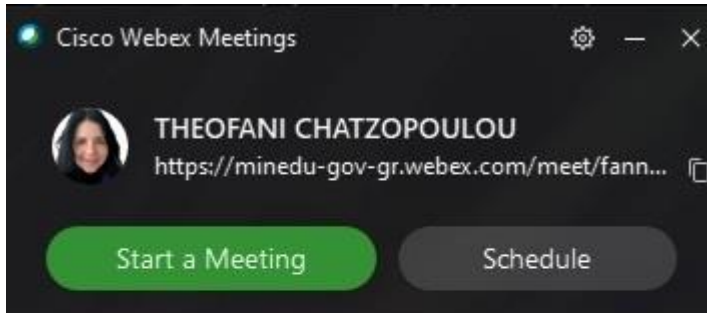 Cisco Webex Meetings
THEOFANI CHATZOPOULOU
https://minedu-gov-gr.webex.com/meet/fann...
Start a Meeting
Schedule